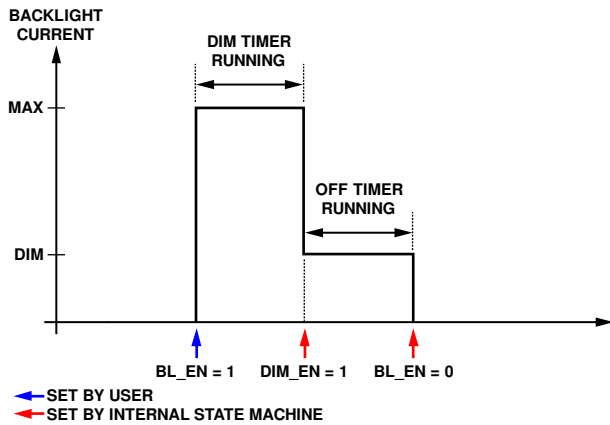 BACKLIGHT
CURRENT
DIM TIMER
RUNNING
MAX
OFF TIMER
RUNNING
DIM
BL_EN = 1
DIM_EN = 1
BL_EN = 0
SET BY USER
SET BY INTERNAL STATE MACHINE